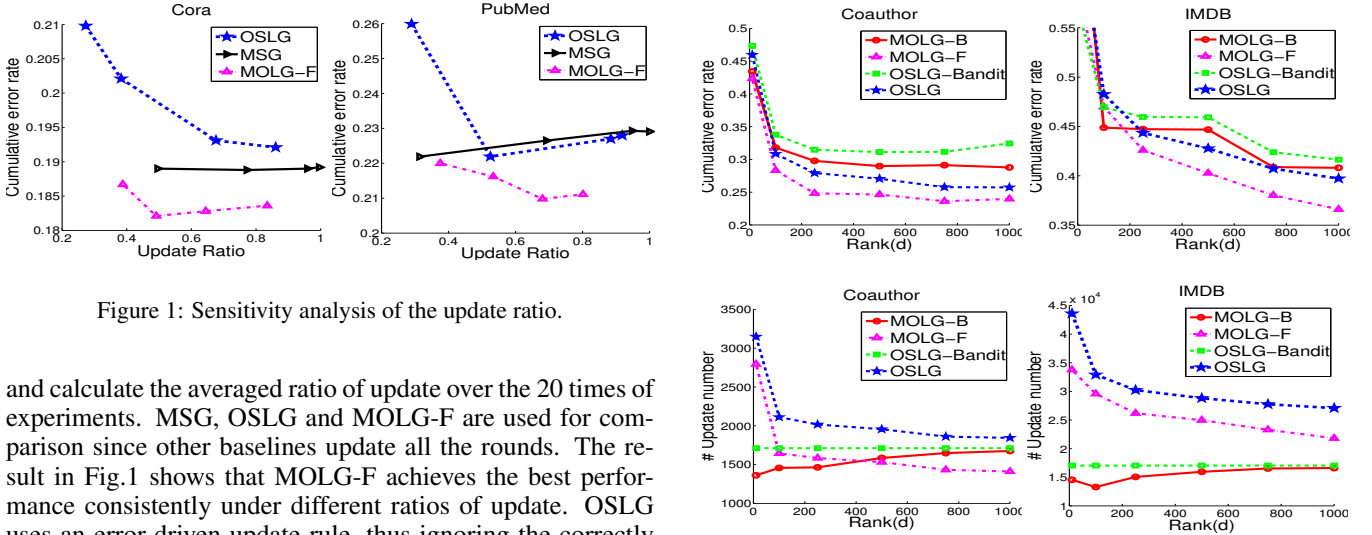 Cora
0.21
0.205
0.2
0.195
0.19
0.185
0.18
Cumulative error rate
0.2 0.4 0.6 0.8 1
Update Ratio
OSLG
MSG
MOLG-F
PubMed
0.26
0.25
0.24
0.23
0.22
0.21
0.2
Cumulative error rate
0.2 0.4 0.6 0.8 1
Update Ratio
OSLG
MSG
MOLG-F
Figure 1: Sensitivity analysis of the update ratio.
and calculate the averaged ratio of update over the 20 times of
experiments. MSG, OSLG and MOLG-F are used for com-
parison since other baselines update all the rounds. The re-
sult in Fig.1 shows that MOLG-F achieves the best perfor-
mance consistently under different ratios of update. OSLG
uses an error driven update rule, thus ignoring the correctly
Coauthor
0.5
0.45
0.4
0.35
0.3
0.25
0.2
Cumulative error rate
0 200 400 600 800 1000
Rank(d)
MOLG-B
MOLG-F
OSLG-Bandit
OSLG
IMDB
0.5
0.45
0.4
0.35
Cumulative error rate
0 200 400 600 800 1000
Rank(d)
MOLG-B
MOLG-F
OSLG-Bandit
OSLG
Coauthor
3500
3000
2500
2000
1500
1000
# Update number
0 200 400 600 800 1000
Rank(d)
MOLG-B
MOLG-F
OSLG-Bandit
OSLG
IMDB
4.5 x 10^4
4
3.5
3
2.5
2
1.5
1
# Update number
0 200 400 600 800 1000
Rank(d)
MOLG-B
MOLG-F
OSLG-Bandit
OSLG